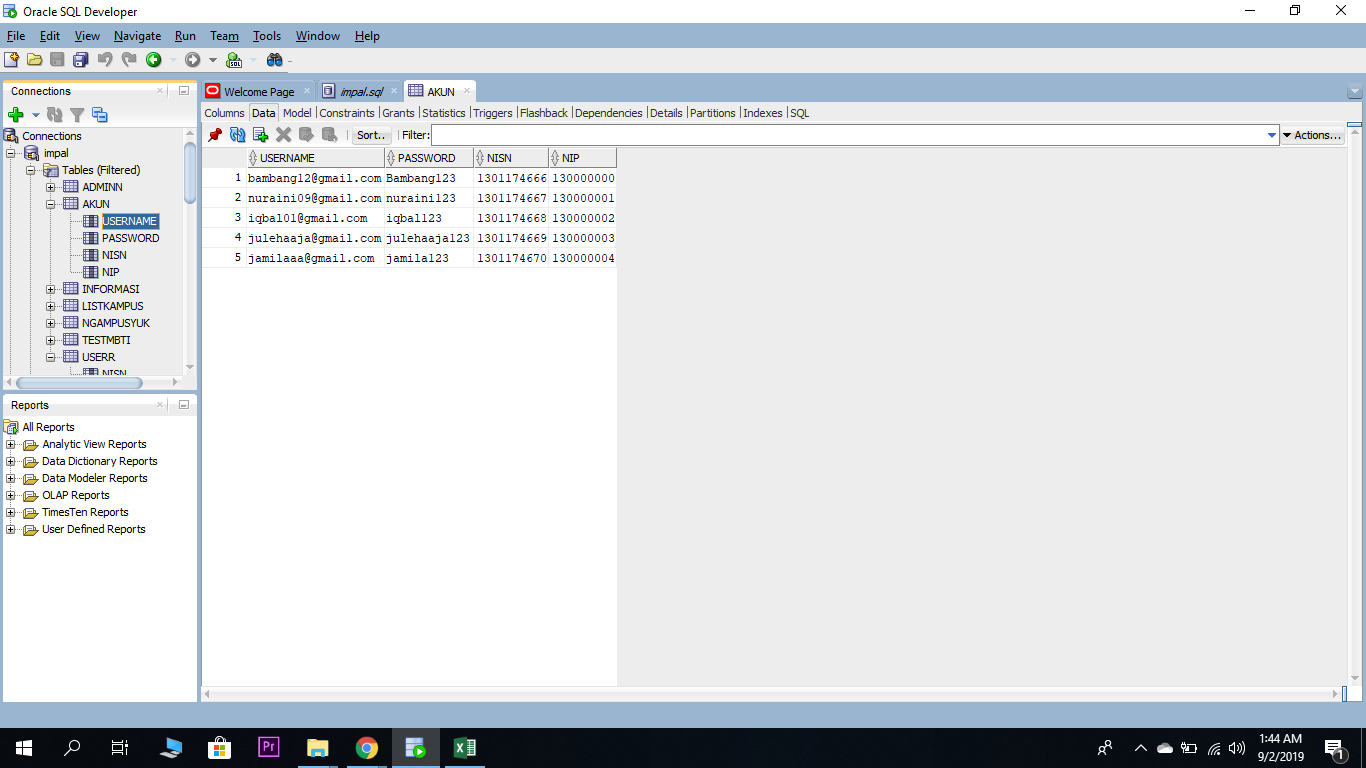 Oracle SQL Developer
File Edit View Navigate Run Team Tools Window Help
SQL
Connections
Connections
impal
Tables (Filtered)
ADMINN
AKUN
USERNAME
PASSWORD
NISN
NIP
INFORMASI
LISTKAMPUS
NGAMPUSYUK
TESTMBTI
USERR
NISN
Reports
All Reports
Analytic View Reports
Data Dictionary Reports
Data Modeler Reports
OLAP Reports
TimesTen Reports
User Defined Reports
Welcome Page impal.sql AKUN
Columns Data Model Constraints Grants Statistics Triggers Flashback Dependencies Details Partitions Indexes SQL
Sort.. Filter: Actions...
USERNAME PASSWORD NISN NIP
1 bambang12@gmail.com Bambang123 1301174666 130000000
2 nuraini09@gmail.com nuraini123 1301174667 130000001
3 iqbal01@gmail.com iqbal123 1301174668 130000002
4 julehaaja@gmail.com julehaaja123 1301174669 130000003
5 jamilaaa@gmail.com jamila123 1301174670 130000004
Pr
1:44 AM
9/2/2019
1